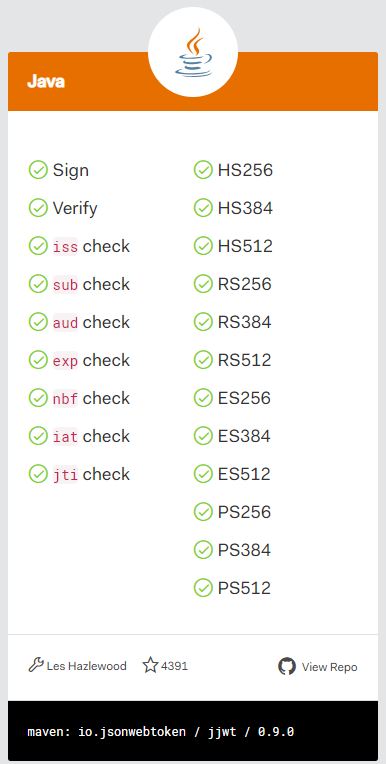 Java
Sign
Verify
iss check
sub check
aud check
exp check
nbf check
iat check
jti check
HS256
HS384
HS512
RS256
RS384
RS512
ES256
ES384
ES512
PS256
PS384
PS512
Les Hazlewood 4391 View Repo
maven: io.jsonwebtoken / jjwt / 0.9.0